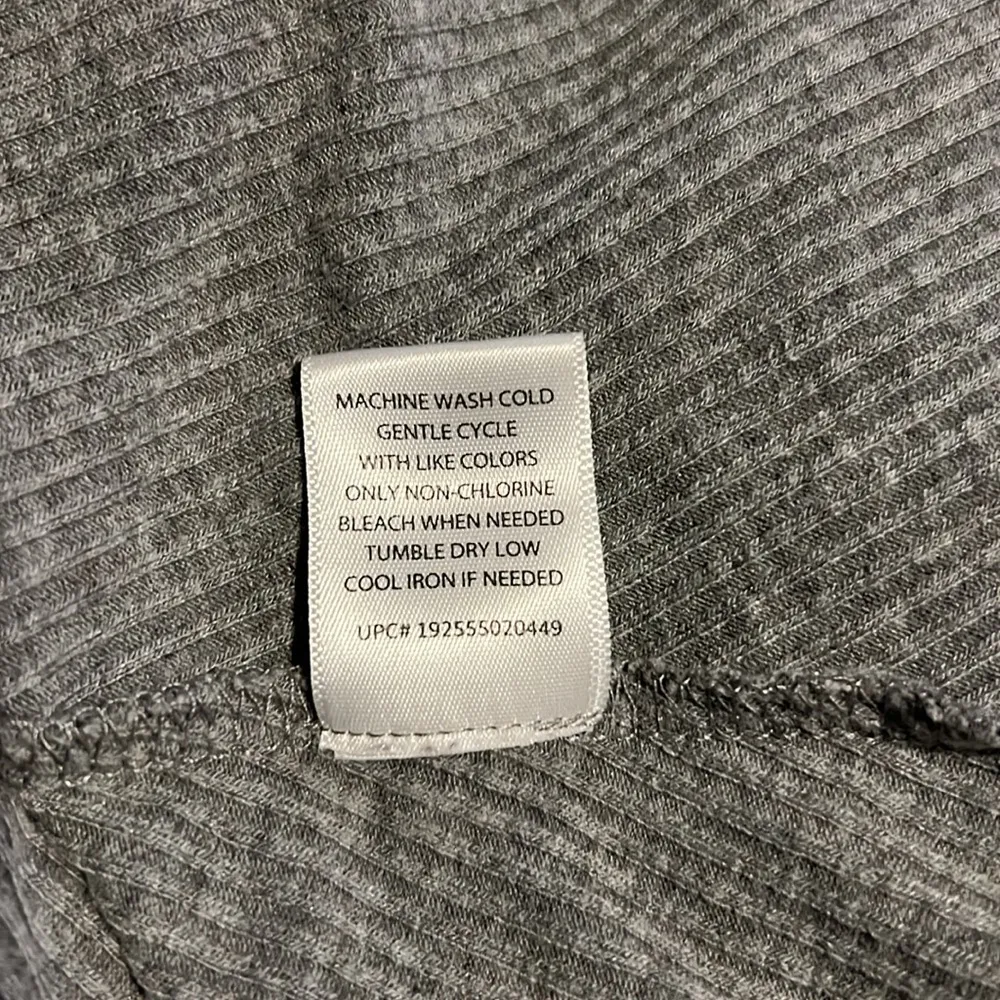 MACHINE WASH COLD
GENTLE CYCLE
WITH LIKE COLORS
ONLY NON-CHLORINE
BLEACH WHEN NEEDED
TUMBLE DRY LOW
COOL IRON IF NEEDED
UPC# 192555020449